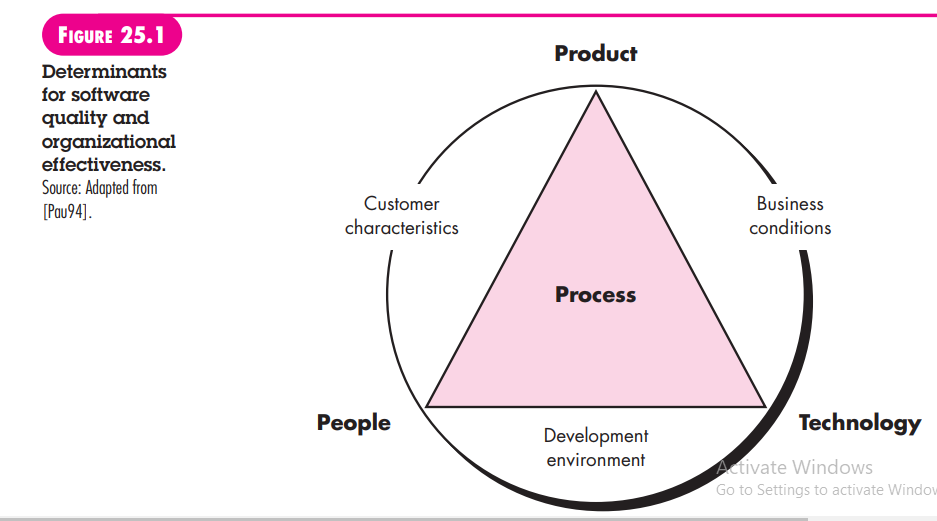 FIGURE 25.1
Determinants
for software
quality and
organizational
effectiveness.
Source: Adapted from
[Pau94].
Product
Customer
characteristics
Business
conditions
Process
People
Technology
Development
environment
Activate Windows
Go to Settings to activate Window